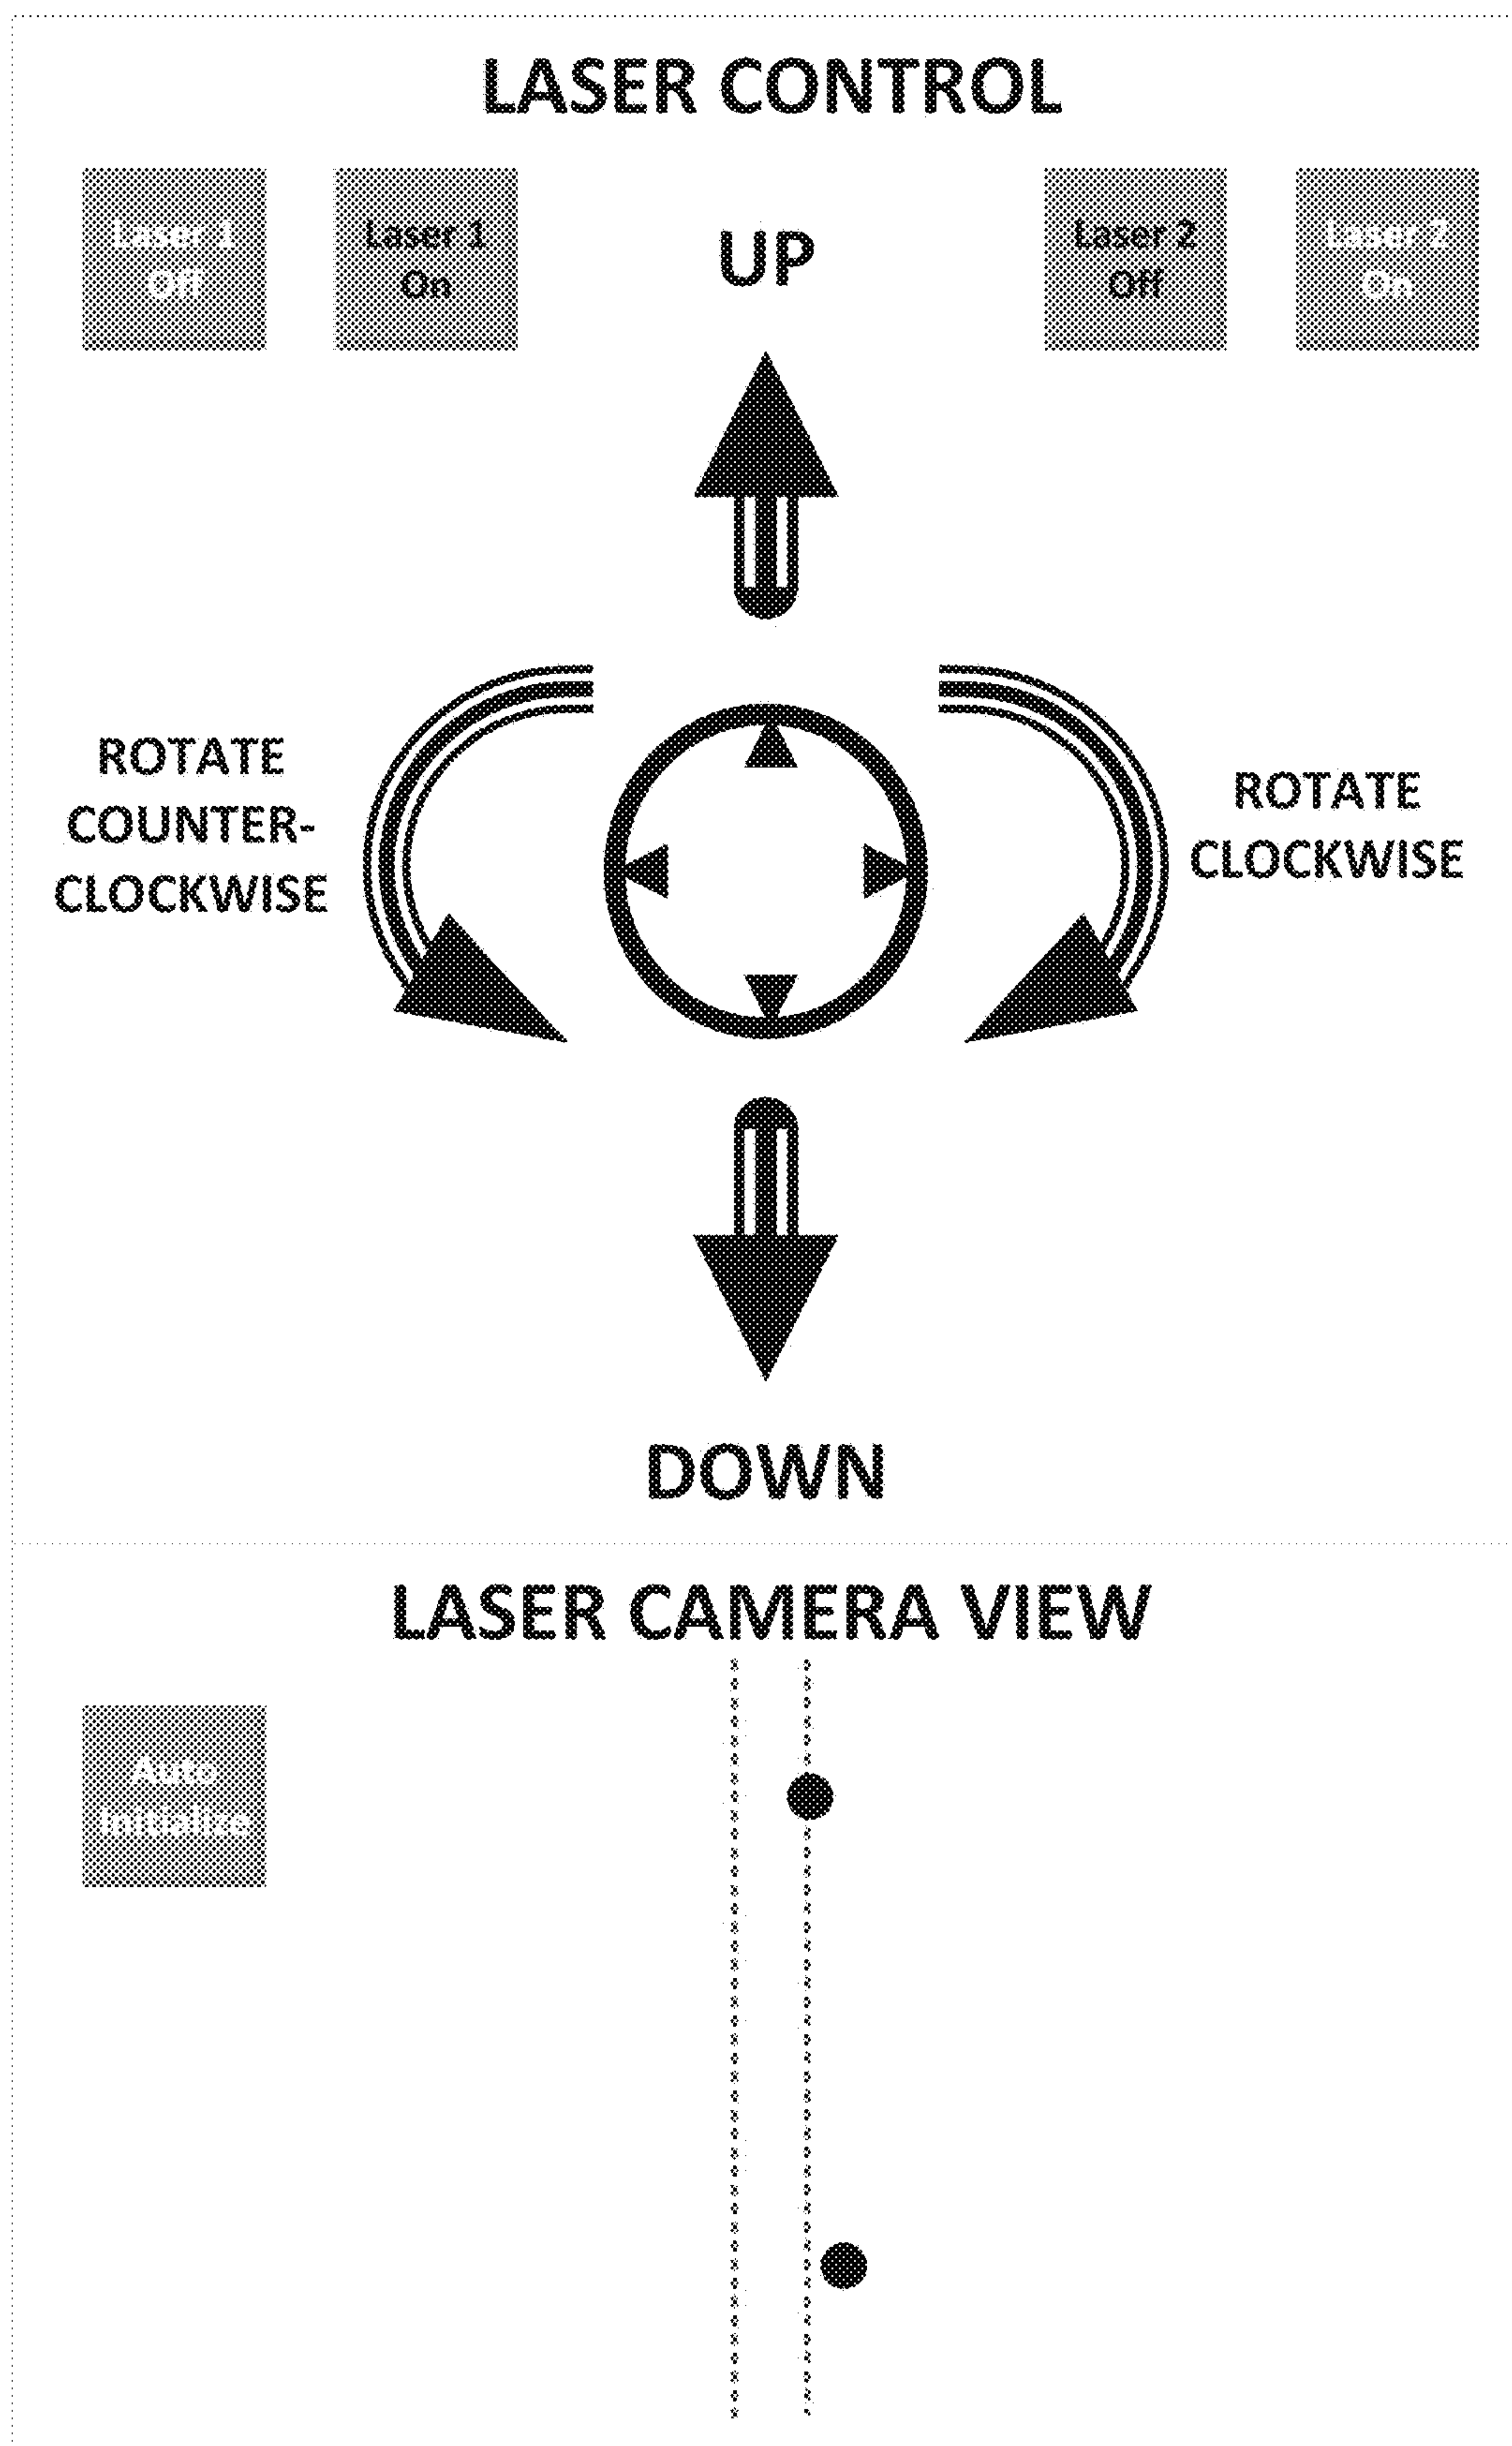 LASER CONTROL
Laser 1
Off
Laser 1
On
UP
Laser 2
Off
Laser 2
On
ROTATE
COUNTER-
CLOCKWISE
ROTATE
CLOCKWISE
DOWN
LASER CAMERA VIEW
Auto
Initialize